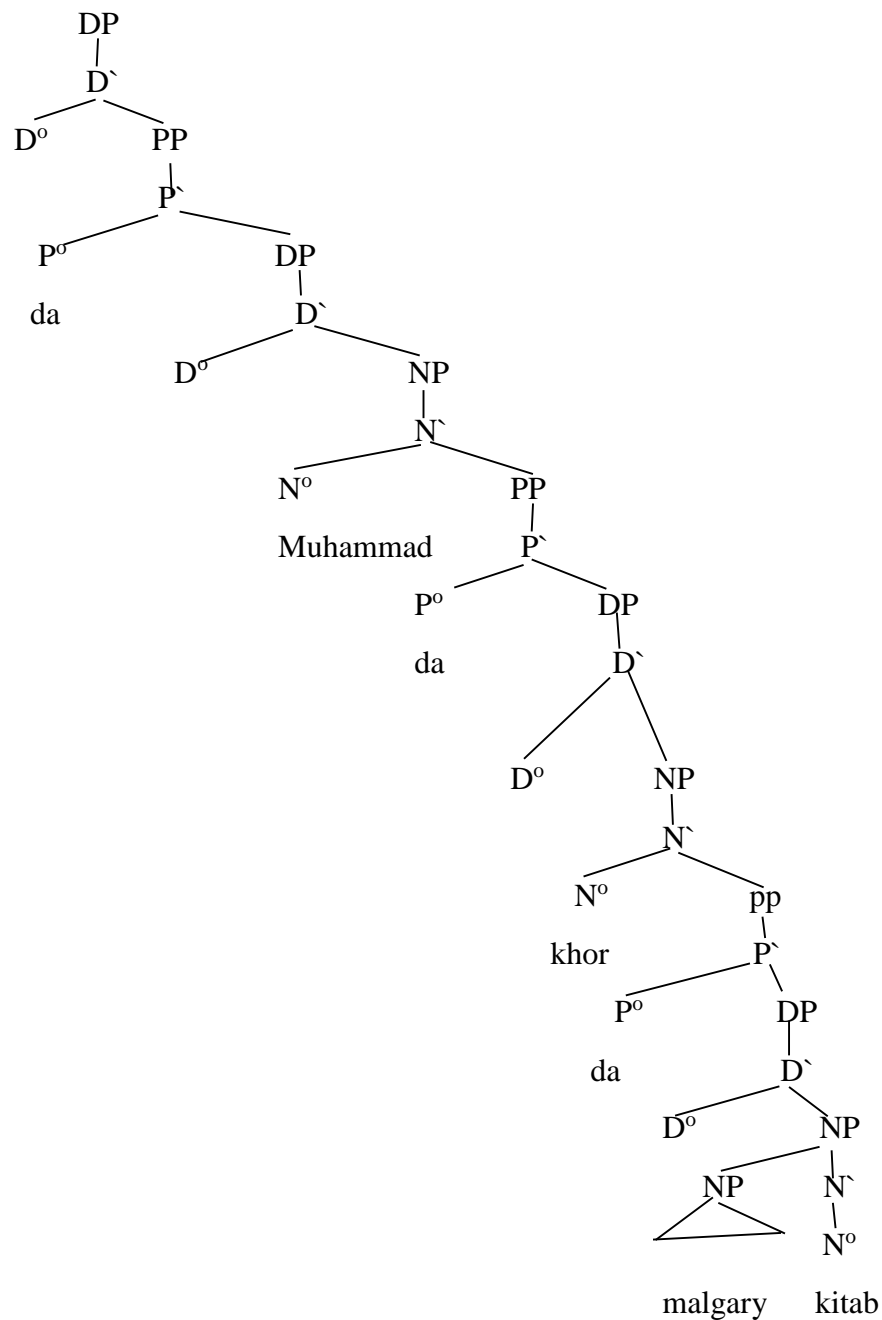 DP
D`
Dº PP
P`
Pº DP
da D`
Dº NP
N`
Nº PP
Muhammad P`
Pº DP
da D`
Dº NP
N`
Nº pp
khor P`
Pº DP
da D`
Dº NP
NP N`
Nº
malgary kitab